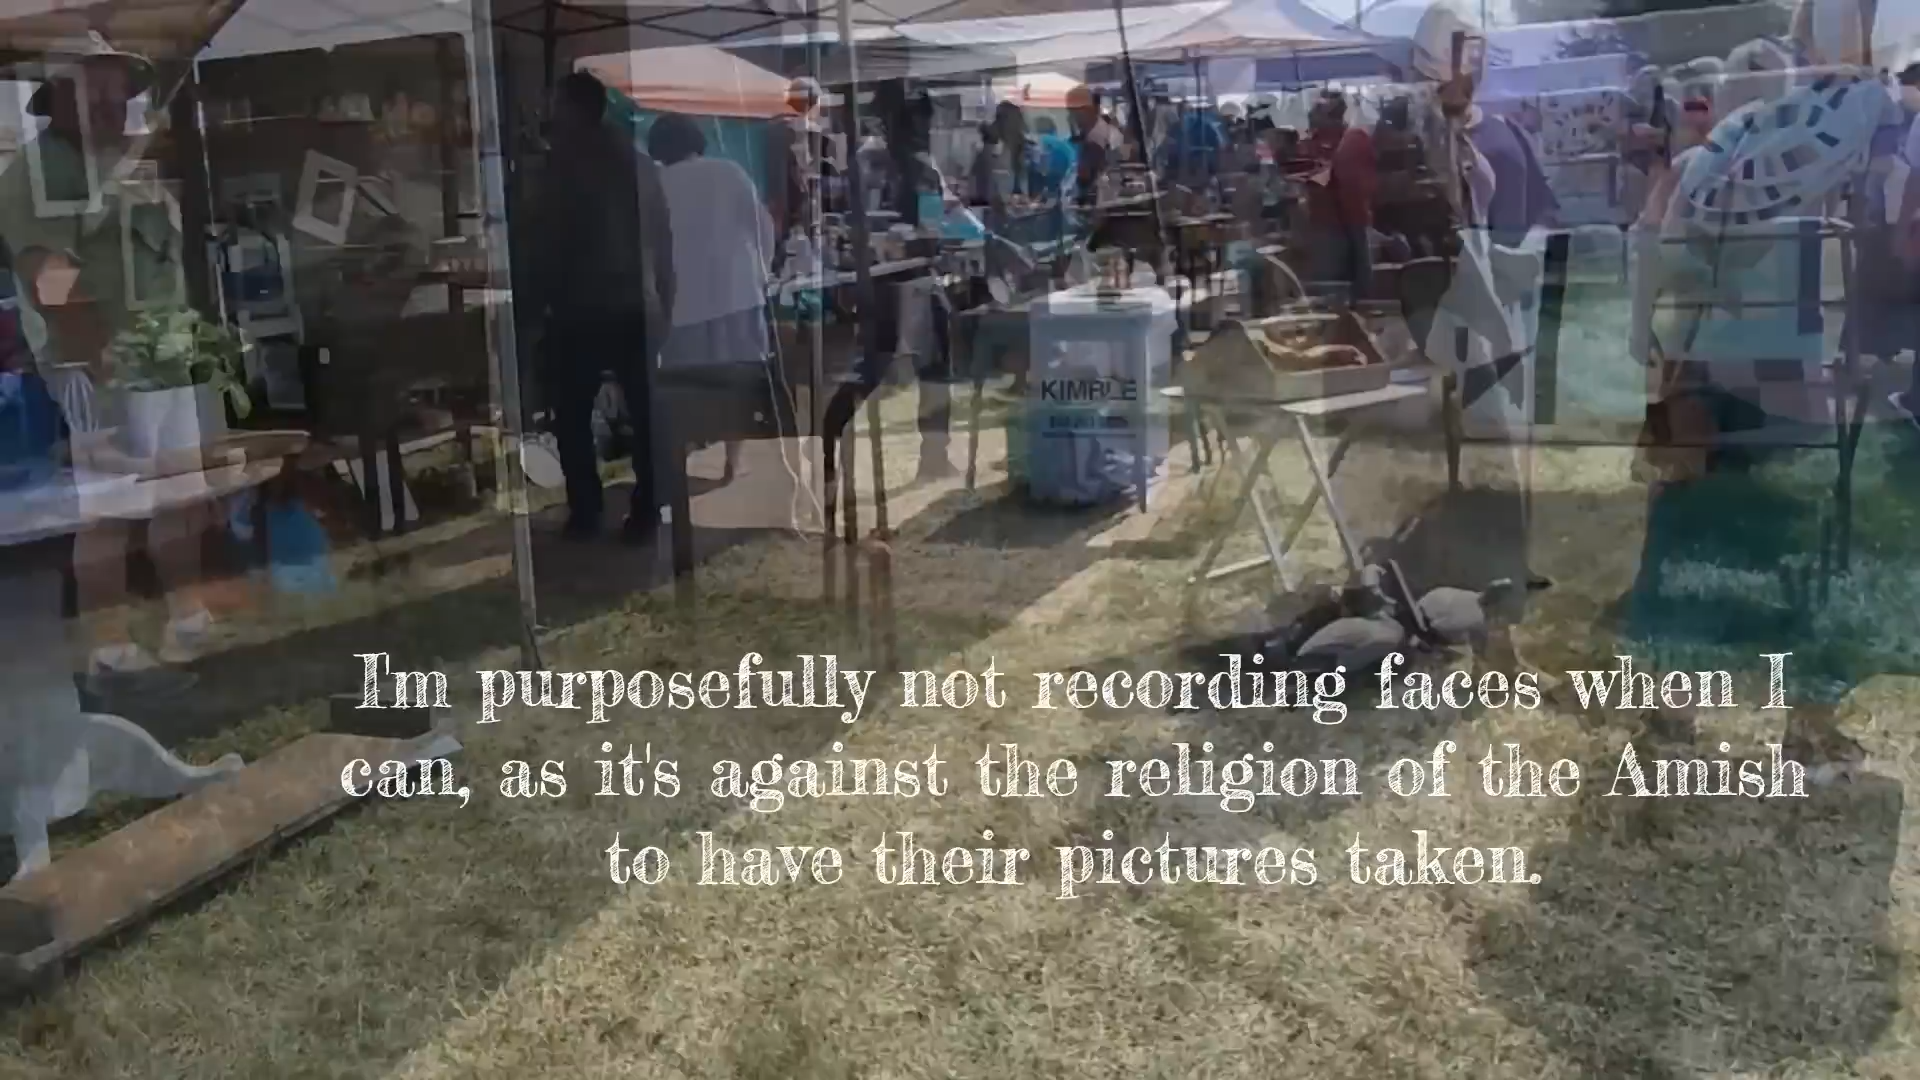 KIMBLE
I'm purposefully not recording faces when I
can, as it's against the religion of the Amish
to have their pictures taken.